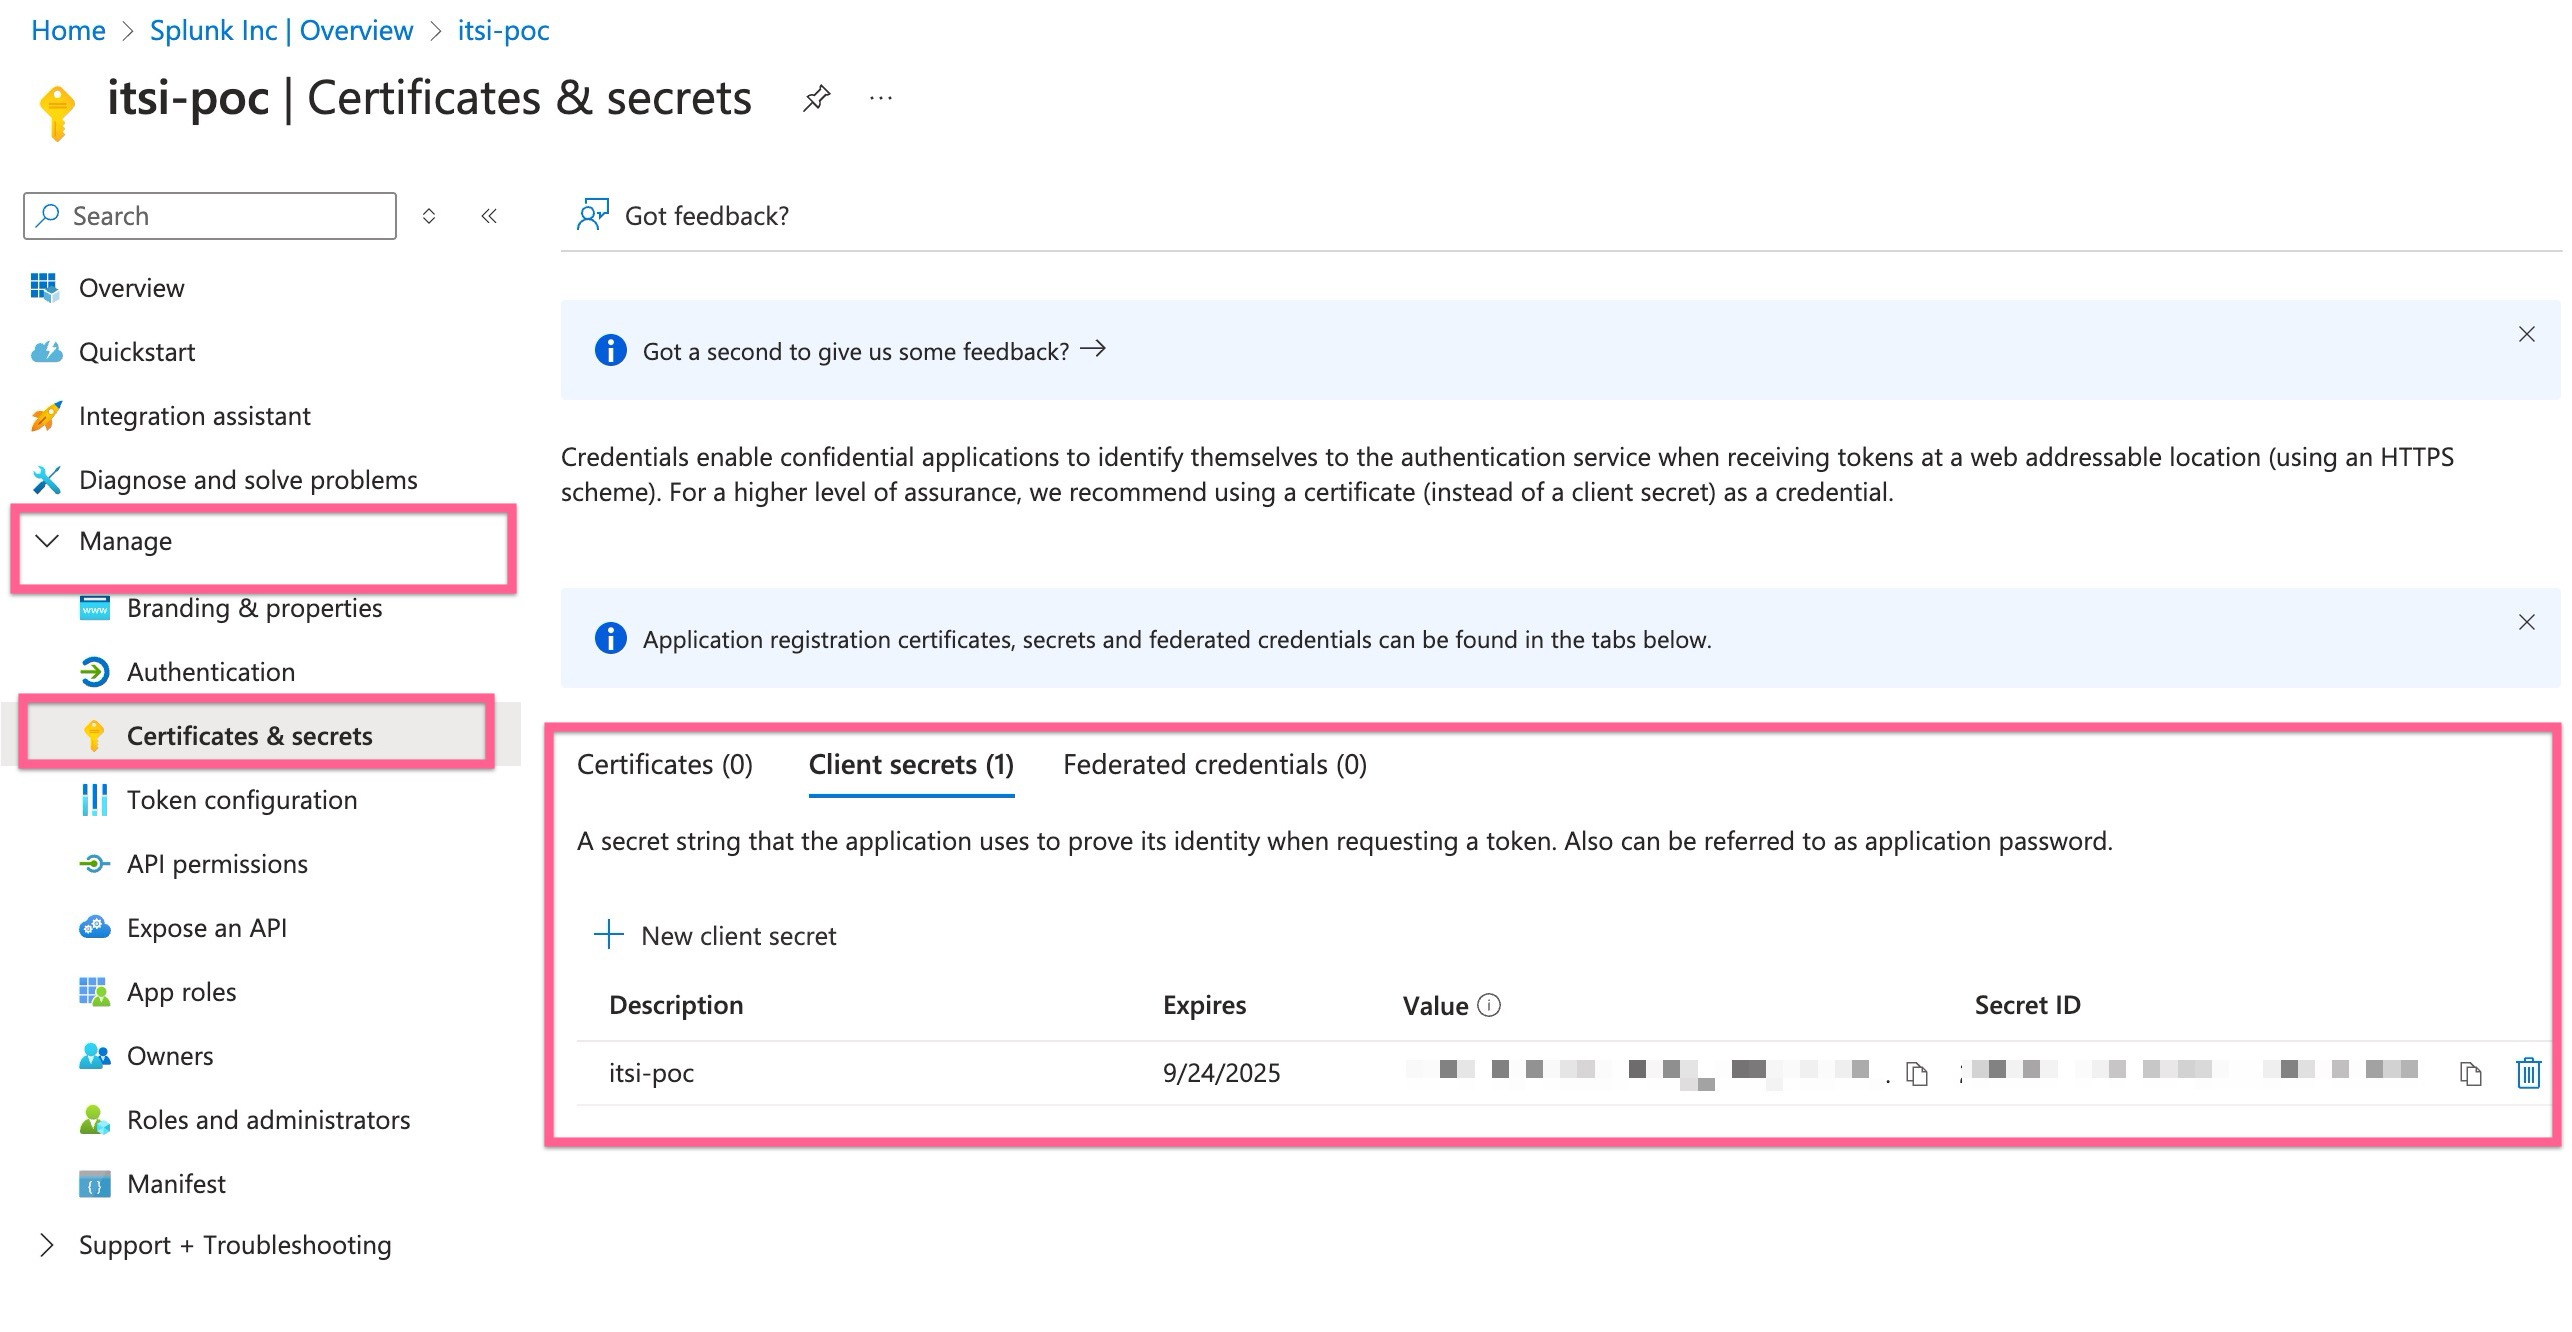 Home > Splunk Inc | Overview > itsi-poc
itsi-poc | Certificates & secrets
Search
Got feedback?
Overview
Quickstart
Integration assistant
Diagnose and solve problems
Manage
Branding & properties
Authentication
Certificates & secrets
Token configuration
API permissions
Expose an API
App roles
Owners
Roles and administrators
Manifest
Support + Troubleshooting
Got a second to give us some feedback? →
Credentials enable confidential applications to identify themselves to the authentication service when receiving tokens at a web addressable location (using an HTTPS
scheme). For a higher level of assurance, we recommend using a certificate (instead of a client secret) as a credential.
Application registration certificates, secrets and federated credentials can be found in the tabs below.
Certificates (0) Client secrets (1) Federated credentials (0)
A secret string that the application uses to prove its identity when requesting a token. Also can be referred to as application password.
New client secret
Description Expires Value Secret ID
itsi-poc 9/24/2025